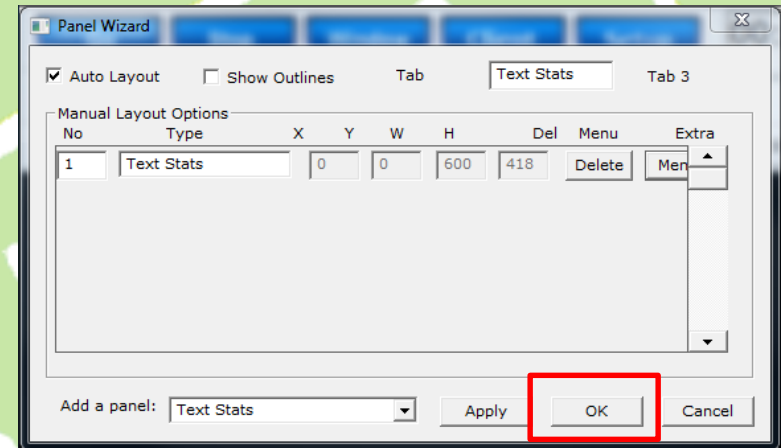 Panel Wizard
Auto Layout Show Outlines Tab Text Stats Tab 3
Manual Layout Options
No Type X Y W H Del Menu Extra
1 Text Stats 0 0 600 418 Delete Men
Add a panel: Text Stats Apply OK Cancel